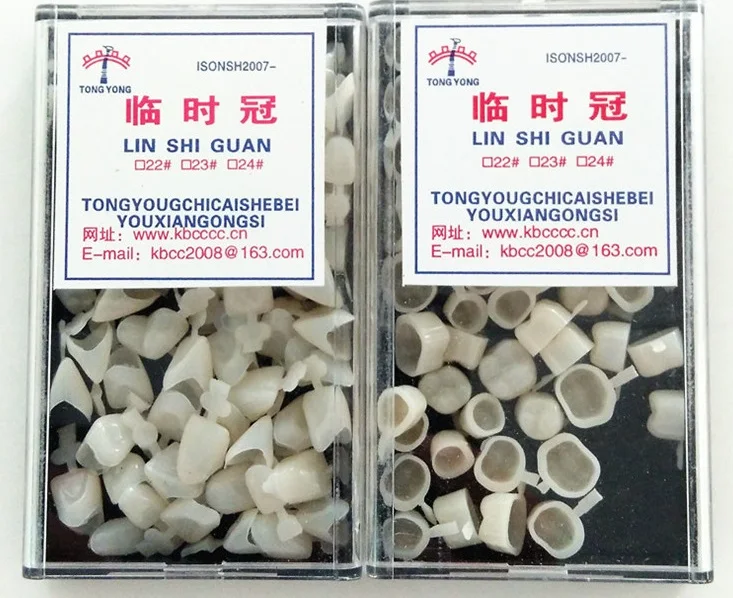 TONG YONG
ISONSH2007-
临时冠
LIN SHI GUAN
□22# □23# □24#
TONGYOUGCHICAISHEBEI
YOUXIANGONGSI
网址：www.kbcccc.cn
E-mail：kbcc2008@163.com
TONG YONG
ISONSH2007-
临时冠
LIN SHI GUAN
□22# □23# □24#
TONGYOUGCHICAISHEBEI
YOUXIANGONGSI
网址：www.kbcccc.cn
E-mail：kbcc2008@163.com